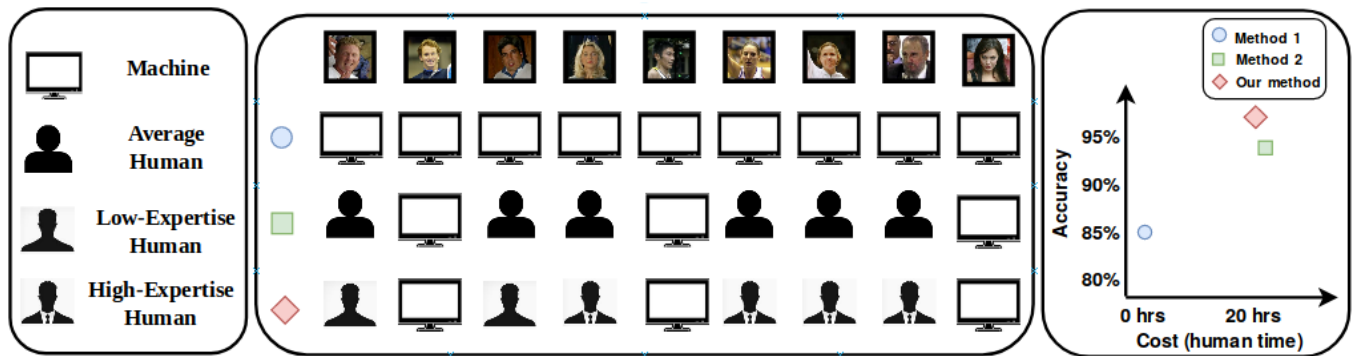 Machine
Average
Human
Low-Expertise
Human
High-Expertise
Human
Method 1
Method 2
Our method
Accuracy
95%
90%
85%
80%
0 hrs
20 hrs
Cost (human time)